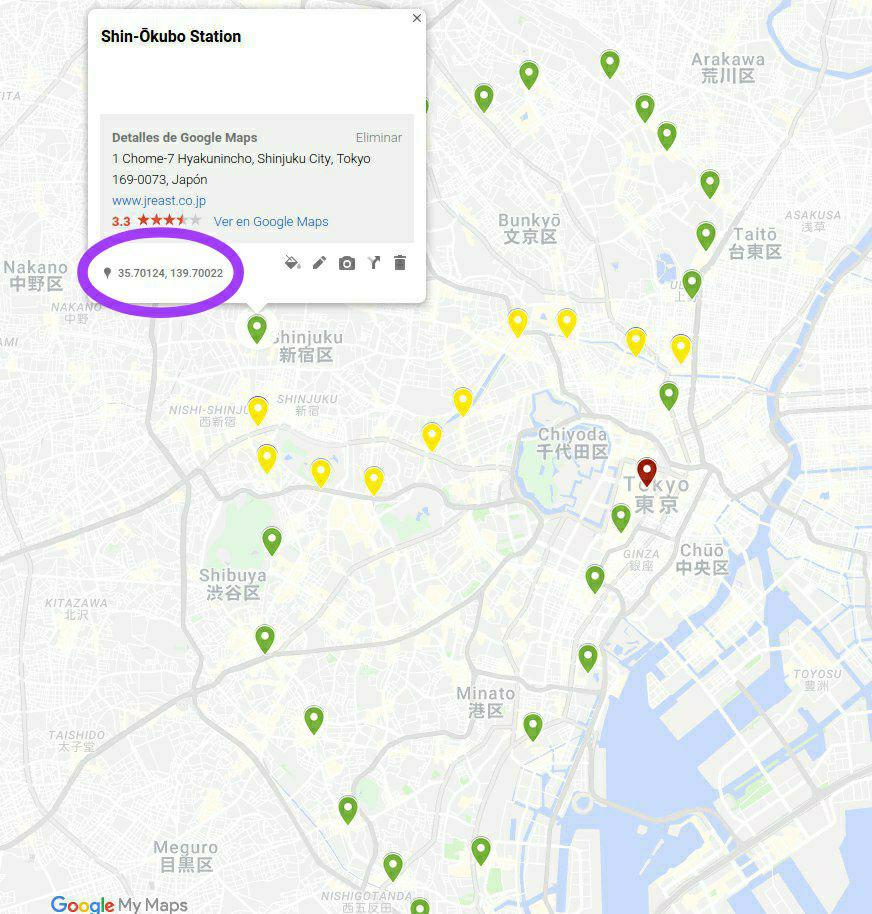 Shin-Ōkubo Station
Detalles de Google Maps
Eliminar
1 Chome-7 Hyakunincho, Shinjuku City, Tokyo
169-0073, Japón
www.jreast.co.jp
3.3
Ver en Google Maps
35.70124, 139.70022
Arakawa
荒川区
ITA
Bunkyō
文京区
ASAKUSA
浅草
Taitō
台東区
Nakano
中野区
NAKANO
中野
AMI
Shinjuku
新宿区
NISHI-SHINJU
西新宿
SHINJUKU
新宿
Chiyoda
千代田区
Tokyo
東京
GINZA
銀座
Chūō
中央区
Shibuya
渋谷区
KITAZAWA
北沢
TOYOSU
豊洲
Minato
港区
TAISHIDO
太子堂
Meguro
目黒区
NISHIGOTANDA
西五反田
Google My Maps